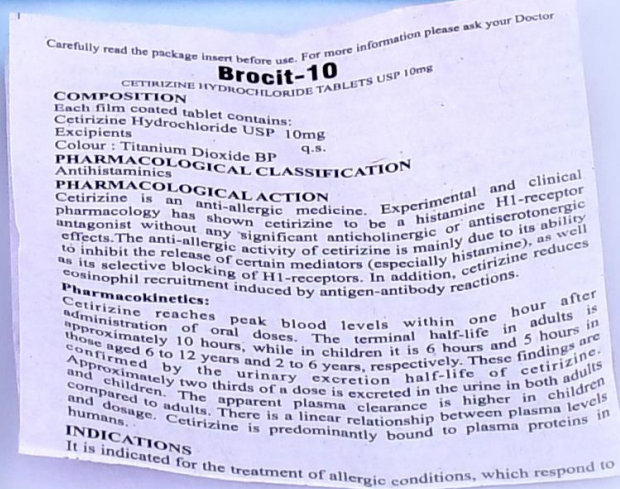 Carefully read the package insert before use. For more information please ask your Doctor
Brocit-10
CETIRIZINE HYDROCHLORIDE TABLETS USP 10mg
COMPOSITION
Each film coated tablet contains:
Cetirizine Hydrochloride USP 10mg
Excipients q.s.
Colour : Titanium Dioxide BP
PHARMACOLOGICAL CLASSIFICATION
Antihistaminics
PHARMACOLOGICAL ACTION
Cetirizine is an anti-allergic medicine. Experimental and clinical
pharmacology has shown cetirizine to be a histamine H1-receptor
antagonist without any significant anticholinergic or antiserotonergic
effects.The anti-allergic activity of cetirizine is mainly due to its ability
to inhibit the release of certain mediators (especially histamine), as well
as its selective blocking of H1-receptors. In addition, cetirizine reduces
eosinophil recruitment induced by antigen-antibody reactions.
Pharmacokinetics:
Cetirizine reaches peak blood levels within one hour after
administration of oral doses. The terminal half-life in adults is
approximately 10 hours, while in children it is 6 hours and 5 hours in
those aged 6 to 12 years and 2 to 6 years, respectively. These findings are
confirmed by the urinary excretion half-life of cetirizine.
Approximately two thirds of a dose is excreted in the urine in both adults
and children. The apparent plasma clearance is higher in children
compared to adults. There is a linear relationship between plasma levels
and dosage. Cetirizine is predominantly bound to plasma proteins in
humans.
INDICATIONS
It is indicated for the treatment of allergic conditions, which respond to